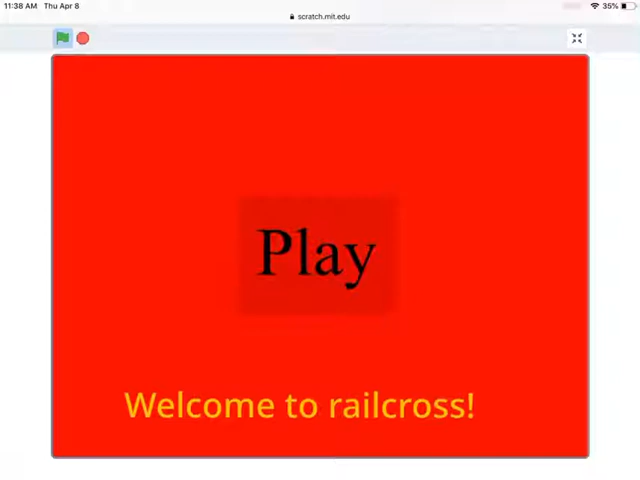 11:38 AM Thu Apr 8
35%
scratch.mit.edu
Play
Welcome to railcross!